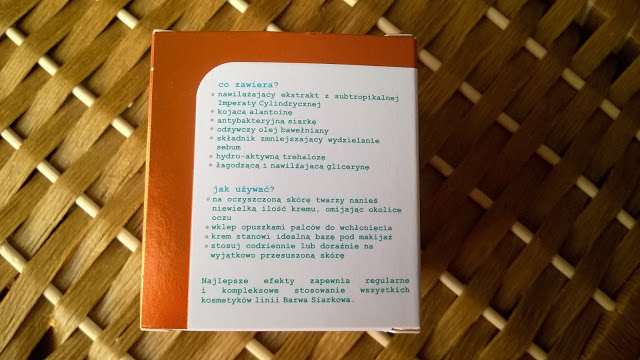 co zawiera?
nawilażający ekstrakt z subtropikalnej
Imperaty Cylindrycznej
kojącą alantoinę
antybakteryjną siarkę
odżywczy olej bawełniany
składnik zmniejszający wydzielanie
sebum
hydro-aktywną trehalozę
łagodzącą i nawilżającą glicerynę
jak używać?
na oczyszczoną skórę twarzy nanieś
niewielką ilość kremu, omijając okolice
oczu
wklep opuszkami palców do wchłonięcia
krem stanowi idealną bazę pod makijaż
stosuj codziennie lub doraźnie na
wyjątkowo przesuszoną skórę
Najlepsze efekty zapewnia regularne
i kompleksowe stosowanie wszystkich
kosmetyków linii Barwa Siarkowa.